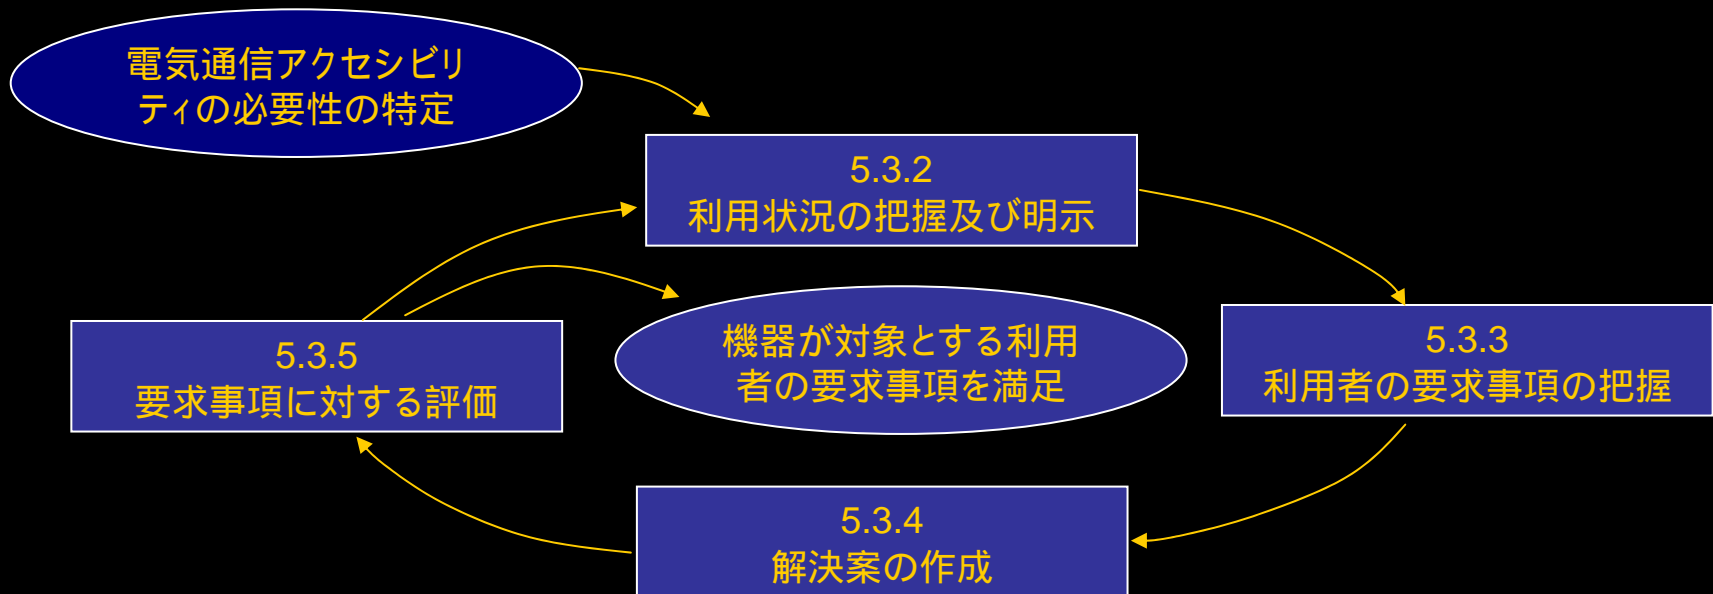 電気通信アクセシビリ
ティの必要性の特定
5.3.2
利用状況の把握及び明示
機器が対象とする利用
者の要求事項を満足
5.3.3
利用者の要求事項の把握
5.3.5
要求事項に対する評価
5.3.4
解決案の作成